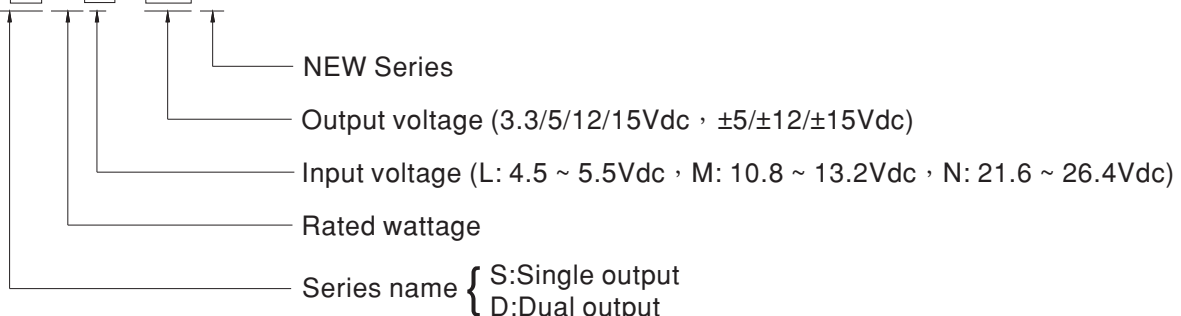 NEW Series
Output voltage (3.3/5/12/15Vdc，±5/±12/±15Vdc)
Input voltage (L: 4.5 ~ 5.5Vdc，M: 10.8 ~ 13.2Vdc，N: 21.6 ~ 26.4Vdc)
Rated wattage
Series name { S:Single output
D:Dual output